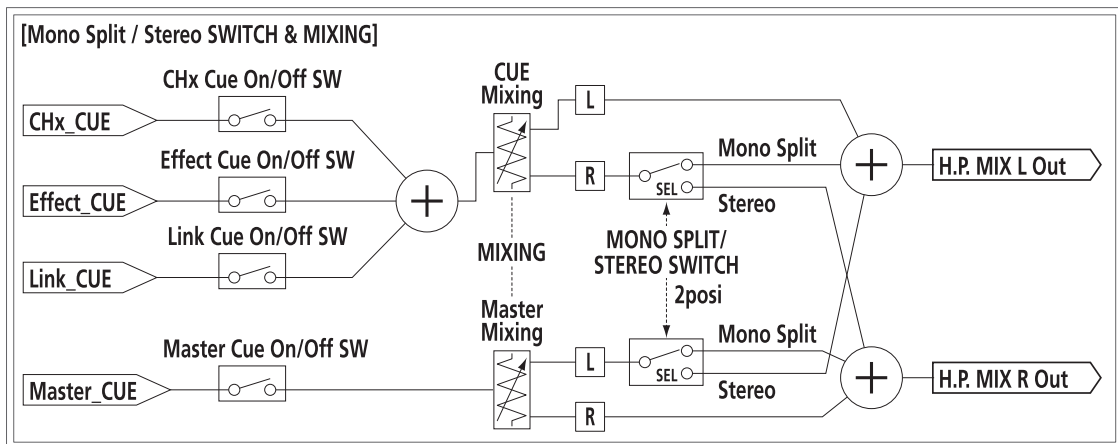 [Mono Split / Stereo SWITCH & MIXING]
CHx Cue On/Off SW
CHx_CUE
Effect Cue On/Off SW
Effect_CUE
Link Cue On/Off SW
Link_CUE
Master Cue On/Off SW
Master_CUE
CUE
Mixing
MIXING
Master
Mixing
L
R
SEL
Mono Split
Stereo
MONO SPLIT/
STEREO SWITCH
2posi
L
R
SEL
Mono Split
Stereo
H.P. MIX L Out
H.P. MIX R Out